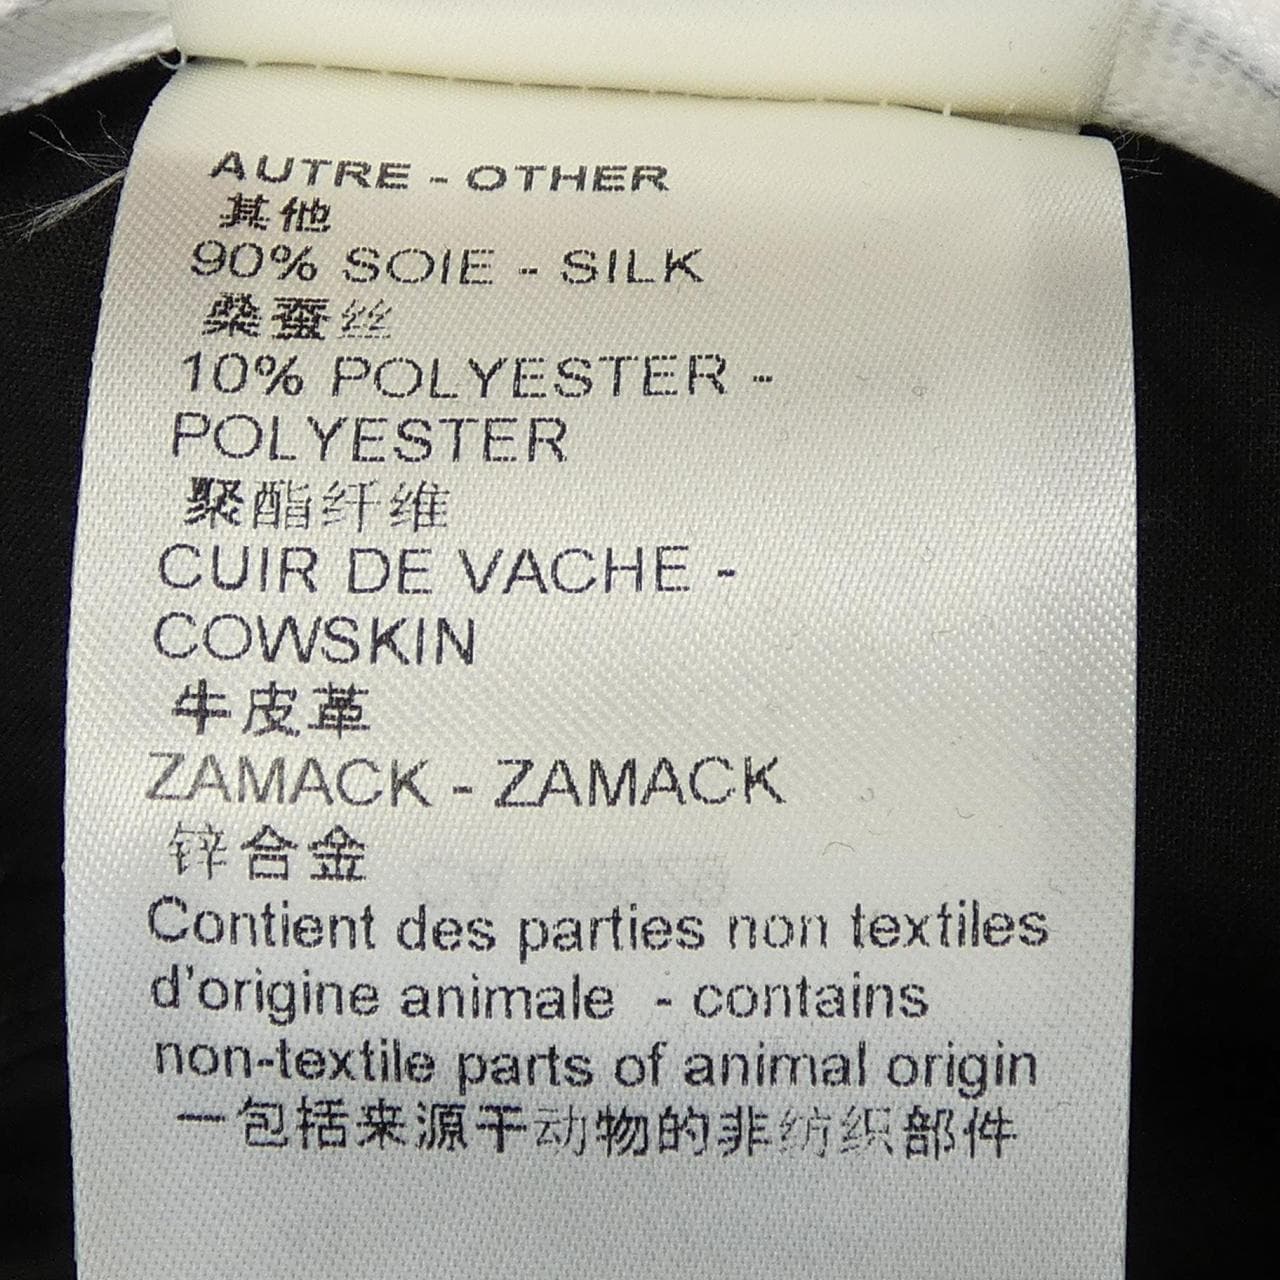 AUTRE - OTHER
其他
90% SOIE - SILK
桑蚕丝
10% POLYESTER -
POLYESTER
聚酯纤维
CUIR DE VACHE -
COWSKIN
牛皮革
ZAMACK - ZAMACK
锌合金
Contient des parties non textiles
d'origine animale - contains
non-textile parts of animal origin
一包括来源于动物的非纺织部件